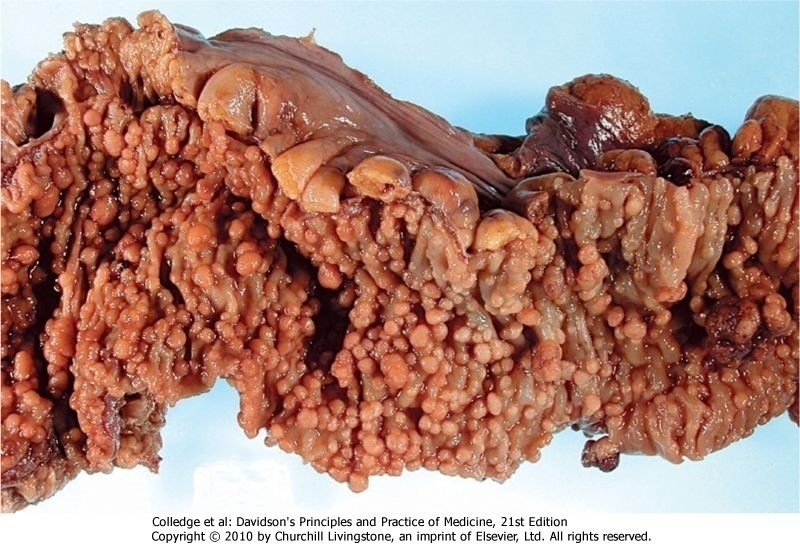 Colledge et al: Davidson's Principles and Practice of Medicine, 21st Edition
Copyright © 2010 by Churchill Livingstone, an imprint of Elsevier, Ltd. All rights reserved.